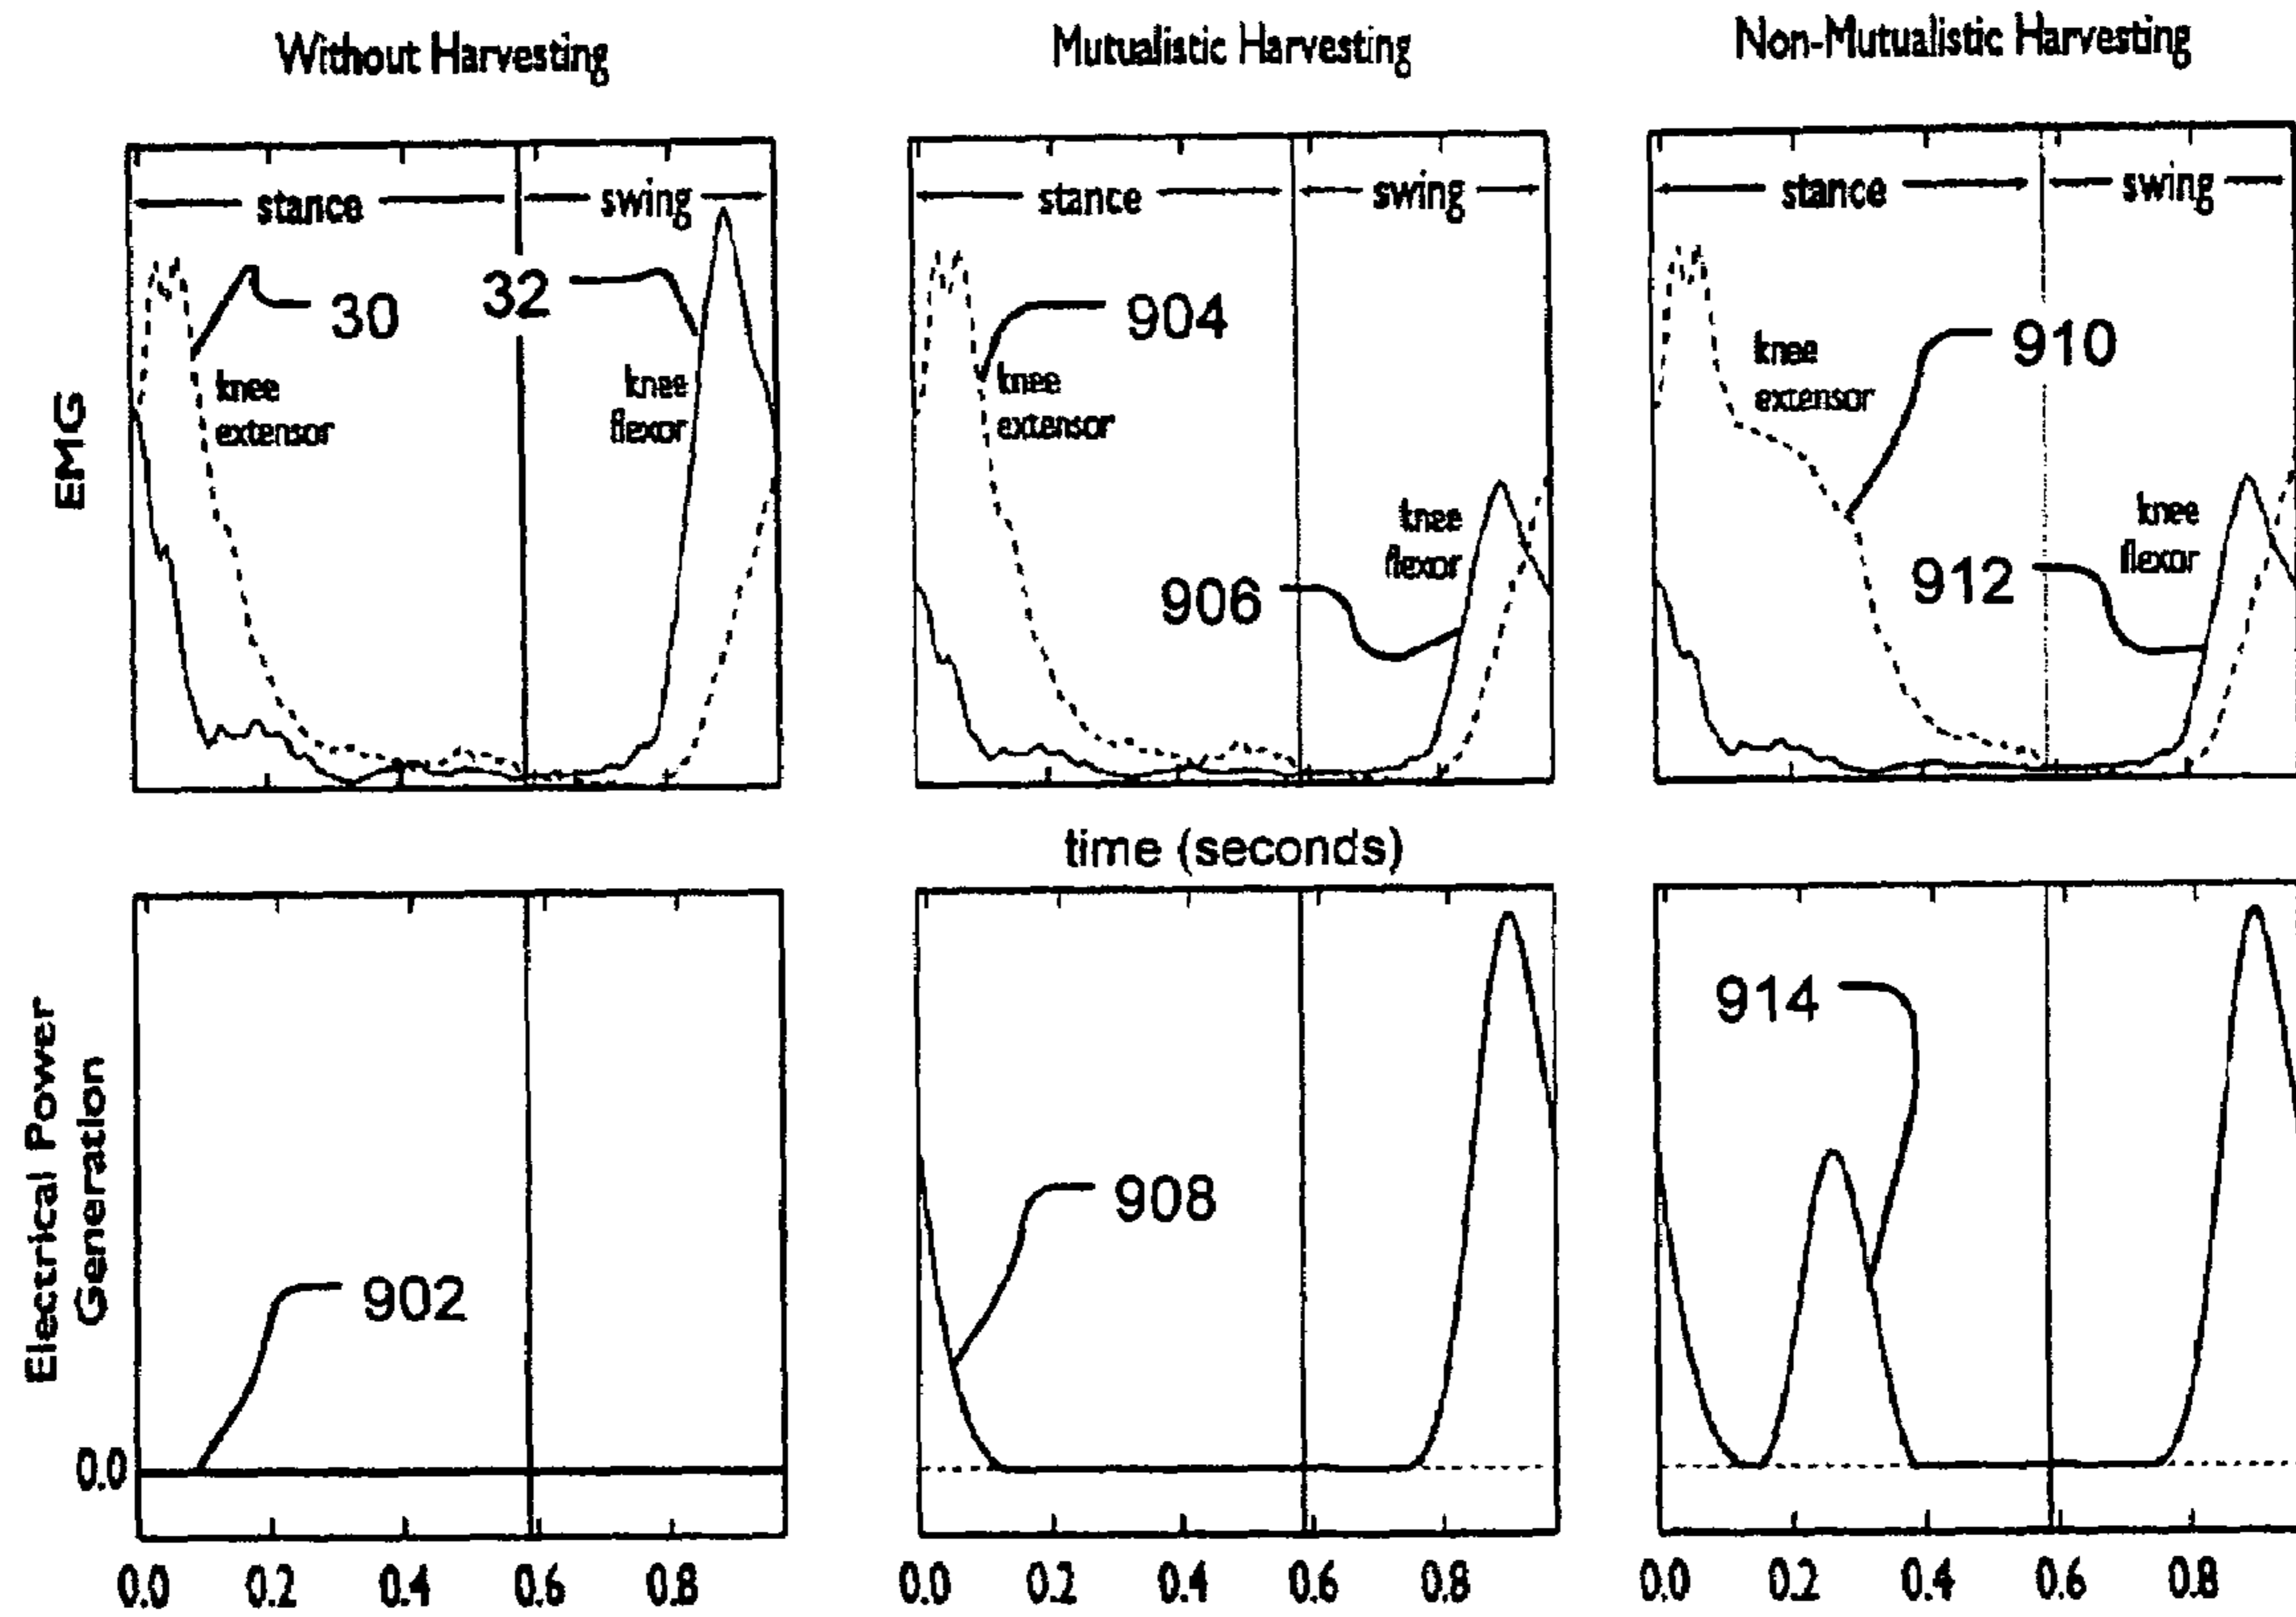 Without Harvesting
Mutualistic Harvesting
Non-Mutualistic Harvesting
EMG
stance
swing
30
32
knee
extensor
knee
flexor
stance
swing
904
knee
extensor
knee
flexor
906
stance
swing
knee
extensor
910
knee
flexor
912
time (seconds)
Electrical Power
Generation
0.0
902
908
914
0.0 0.2 0.4 0.6 0.8
0.0 0.2 0.4 0.6 0.8
0.0 0.2 0.4 0.6 0.8